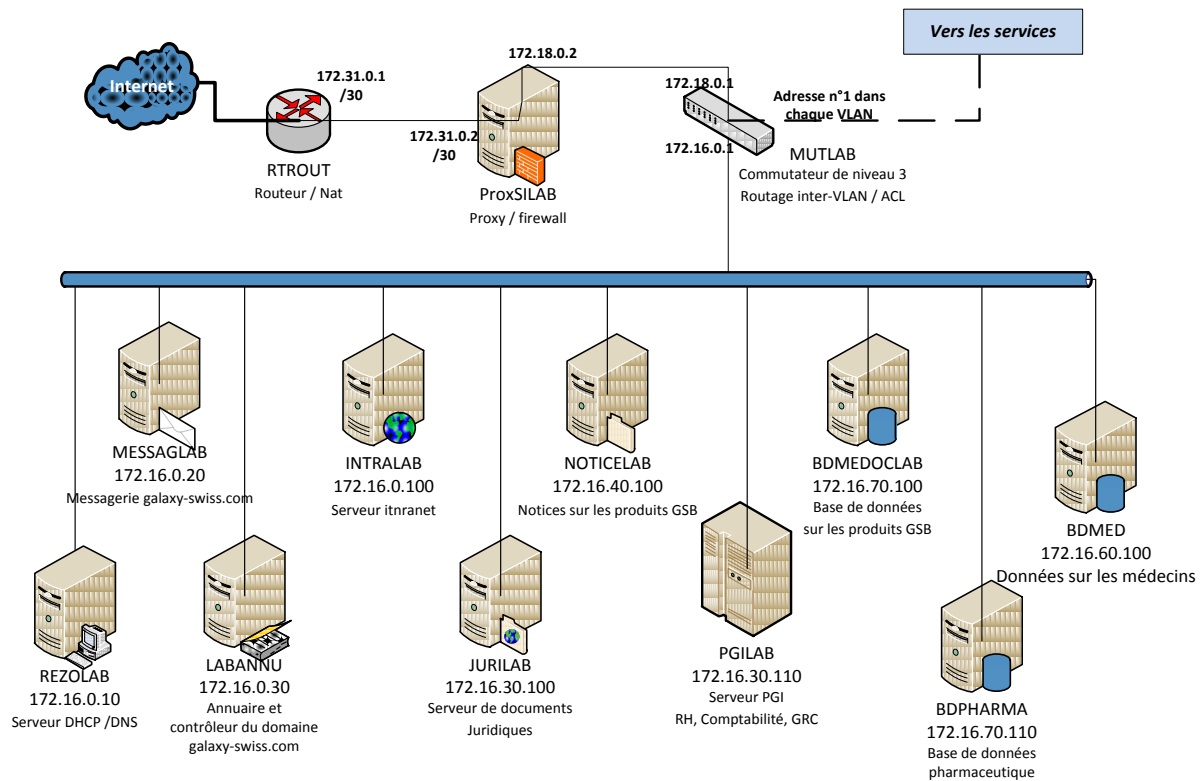 Vers les services
Internet
172.31.0.1
/30
172.18.0.2
172.18.0.1
Adresse n°1 dans
chaque VLAN
172.31.0.2
/30
172.16.0.1
RTROUT
Routeur / Nat
ProxSILAB
Proxy / firewall
MUTLAB
Commutateur de niveau 3
Routage inter-VLAN / ACL
MESSAGLAB
172.16.0.20
Messagerie galaxy-swiss.com
INTRALAB
172.16.0.100
Serveur itnranet
NOTICELAB
172.16.40.100
Notices sur les produits GSB
BDMEDOCLAB
172.16.70.100
Base de données
sur les produits GSB
BDMED
172.16.60.100
Données sur les médecins
REZOLAB
172.16.0.10
Serveur DHCP /DNS
LABANNU
172.16.0.30
Annuaire et
contrôleur du domaine
galaxy-swiss.com
JURILAB
172.16.30.100
Serveur de documents
Juridiques
PGILAB
172.16.30.110
Serveur PGI
RH, Comptabilité, GRC
BDPHARMA
172.16.70.110
Base de données
pharmaceutique